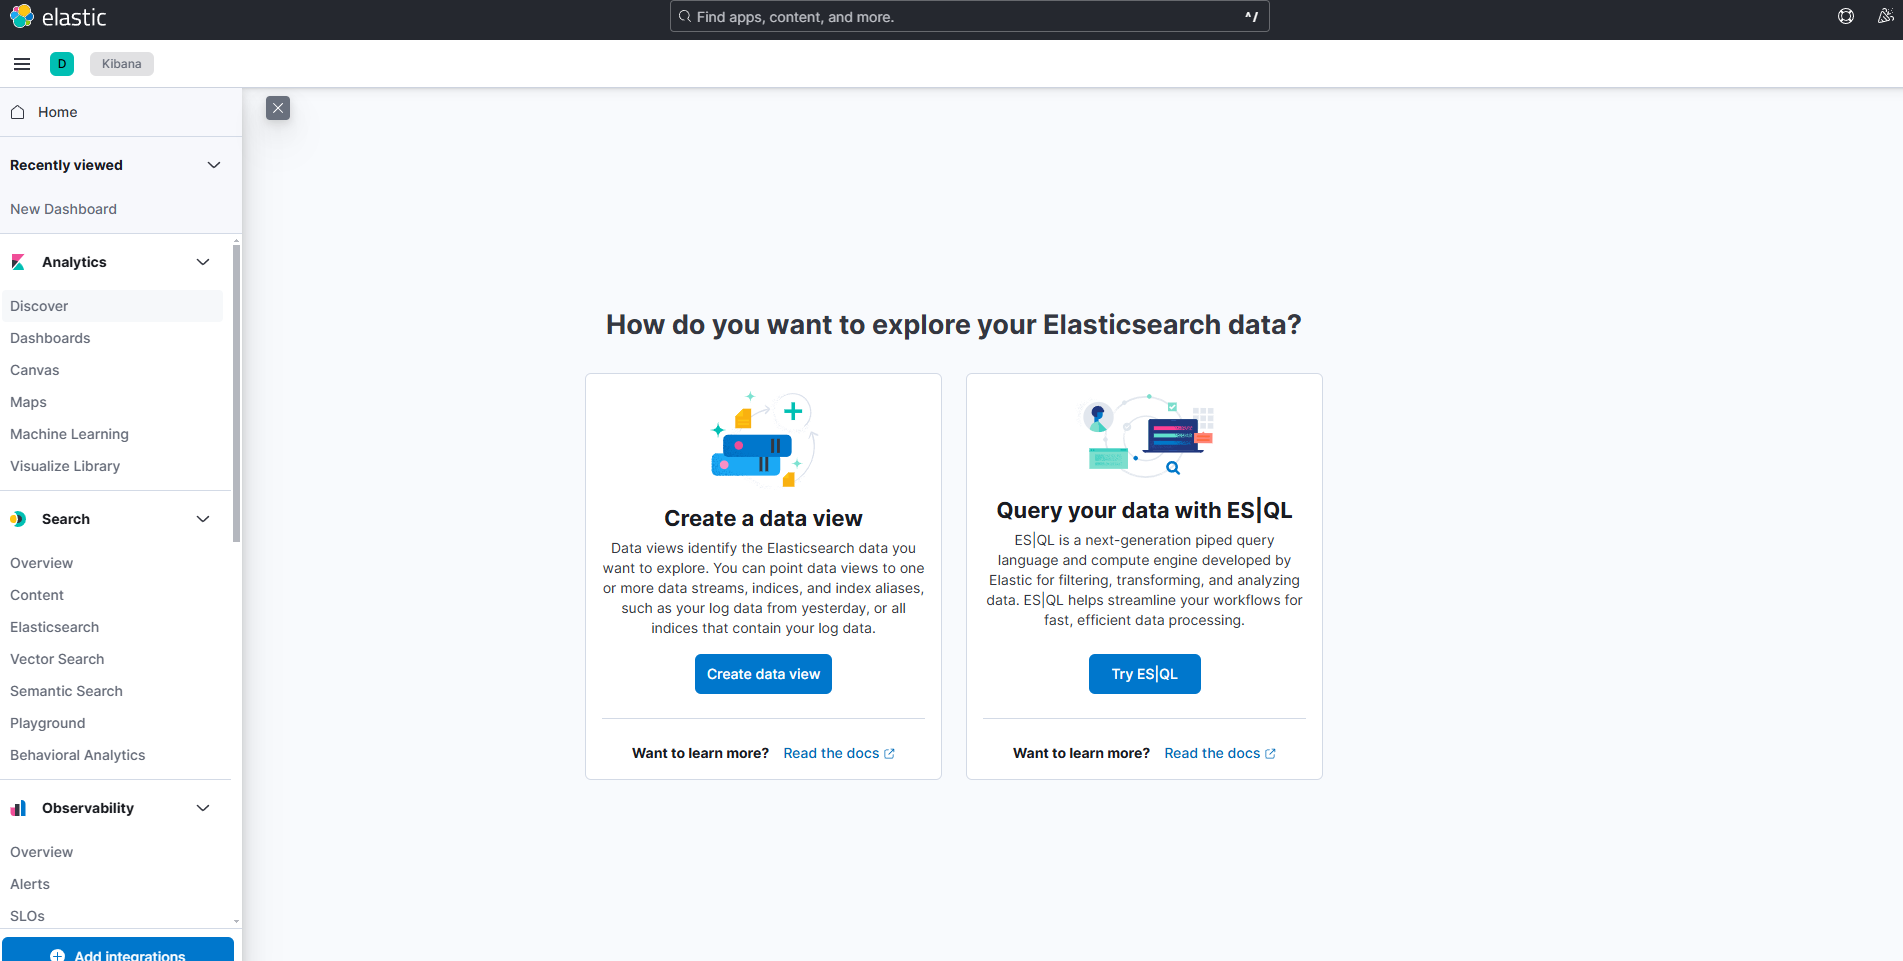 elastic
Find apps, content, and more.
^/
D
Kibana
Home
Recently viewed
New Dashboard
Analytics
Discover
Dashboards
Canvas
Maps
Machine Learning
Visualize Library
Search
Overview
Content
Elasticsearch
Vector Search
Semantic Search
Playground
Behavioral Analytics
Observability
Overview
Alerts
SLOs
Add integrations
How do you want to explore your Elasticsearch data?
Create a data view
Data views identify the Elasticsearch data you
want to explore. You can point data views to one
or more data streams, indices, and index aliases,
such as your log data from yesterday, or all
indices that contain your log data.
Create data view
Want to learn more? Read the docs
Query your data with ES|QL
ES|QL is a next-generation piped query
language and compute engine developed by
Elastic for filtering, transforming, and analyzing
data. ES|QL helps streamline your workflows for
fast, efficient data processing.
Try ES|QL
Want to learn more? Read the docs